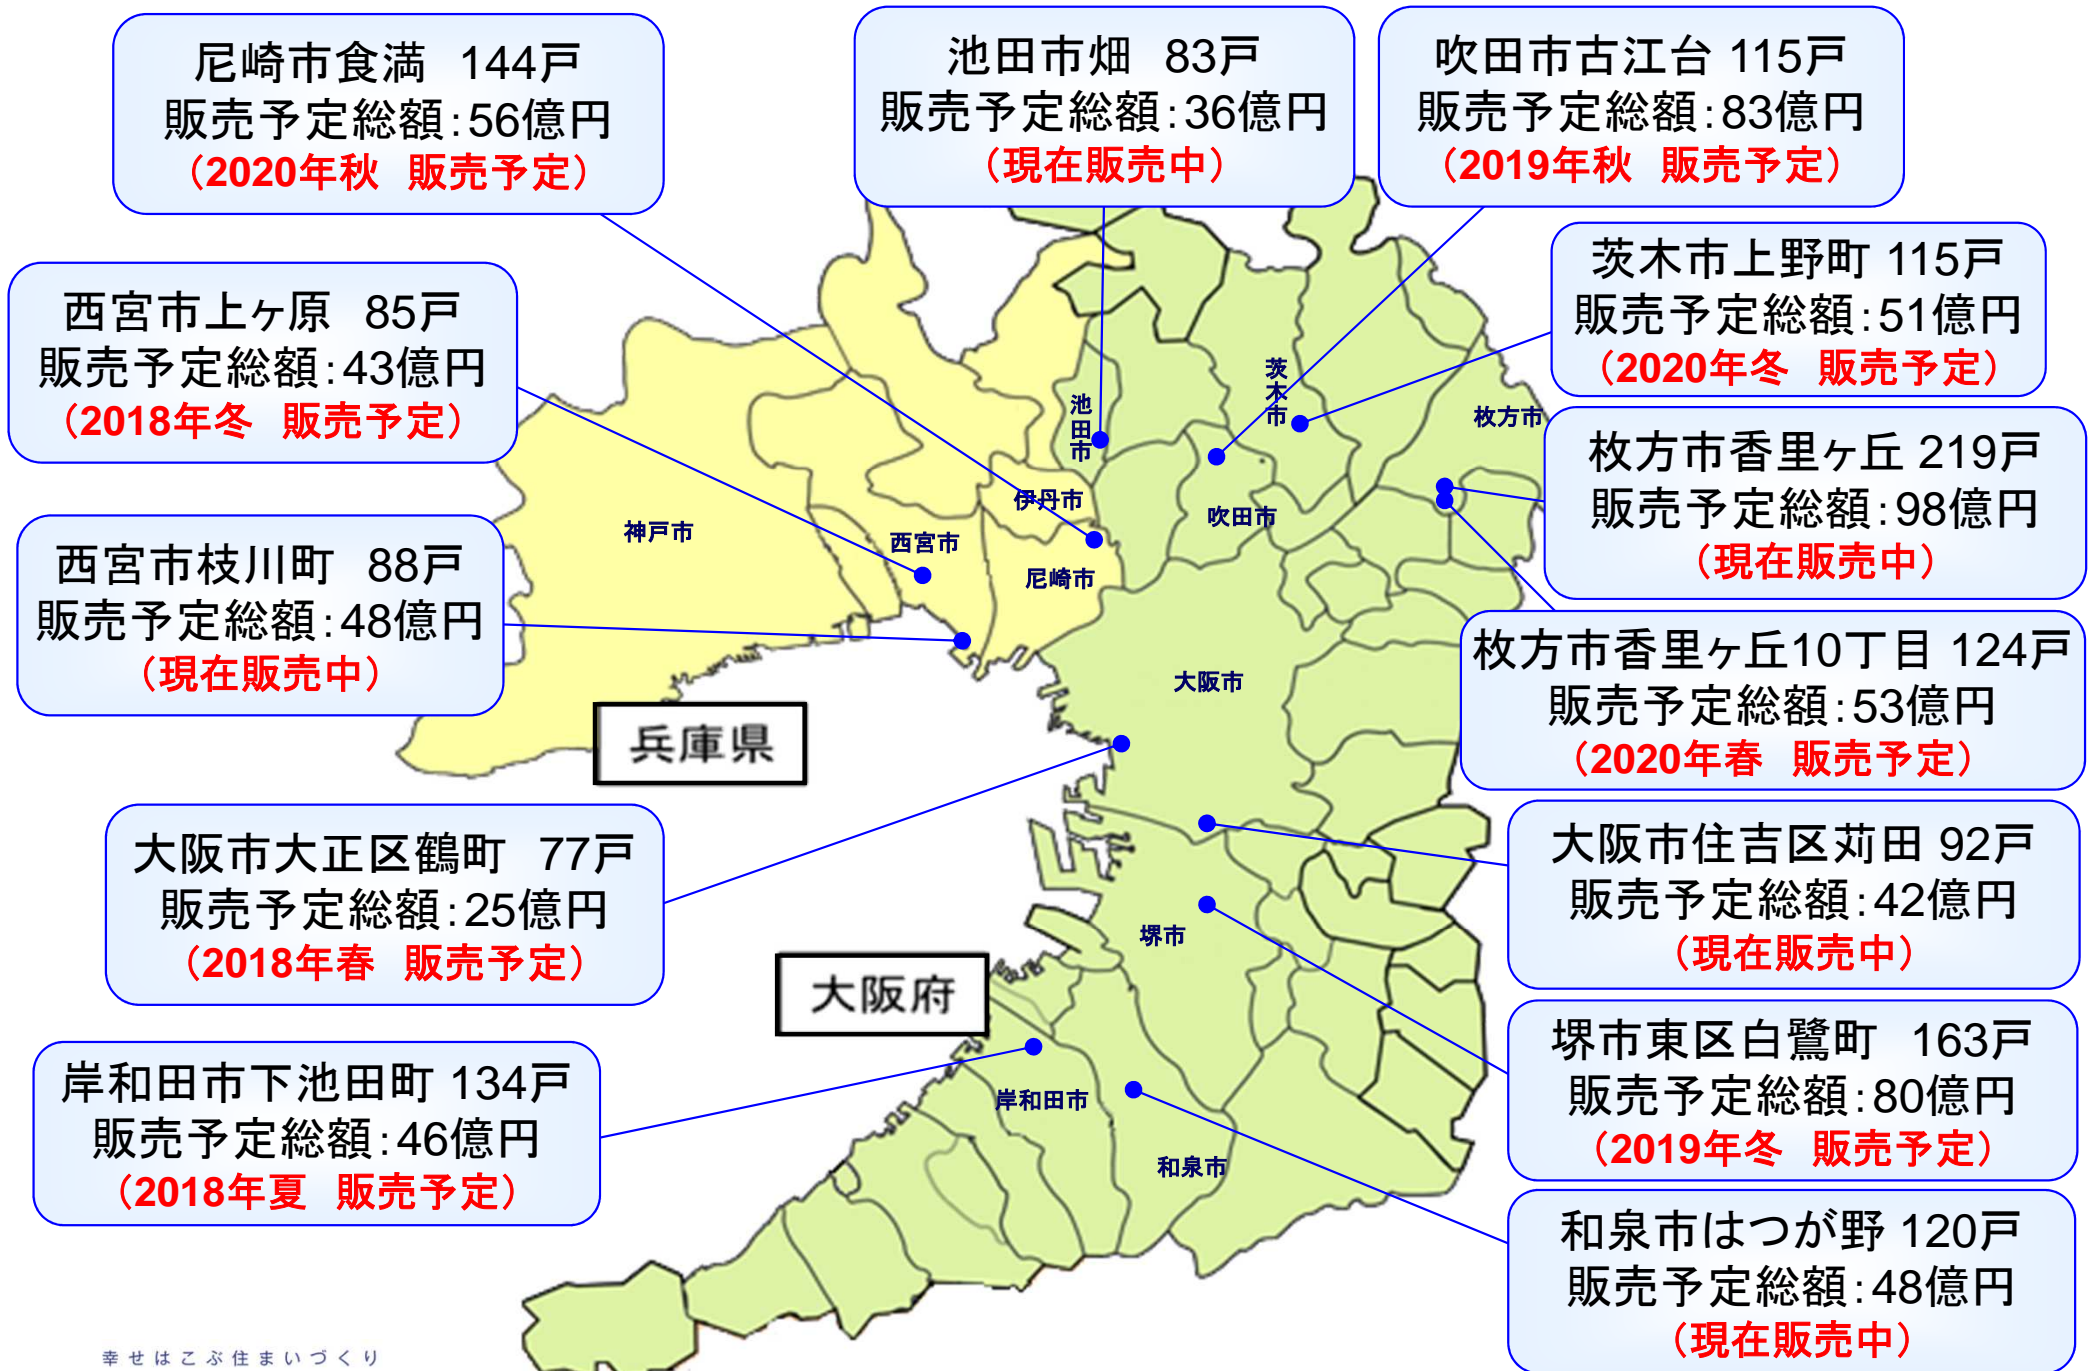 尼崎市食満 144戸
販売予定総額：56億円
（2020年秋 販売予定）
池田市畑 83戸
販売予定総額：36億円
（現在販売中）
吹田市古江台 115戸
販売予定総額：83億円
（2019年秋 販売予定）
西宮市上ヶ原 85戸
販売予定総額：43億円
（2018年冬 販売予定）
茨木市上野町 115戸
販売予定総額：51億円
（2020年冬 販売予定）
西宮市枝川町 88戸
販売予定総額：48億円
（現在販売中）
枚方市香里ヶ丘 219戸
販売予定総額：98億円
（現在販売中）
枚方市香里ヶ丘10丁目 124戸
販売予定総額：53億円
（2020年春 販売予定）
池田市
茨木市
枚方市
伊丹市
吹田市
神戸市
西宮市
尼崎市
大阪市
兵庫県
大阪市大正区鶴町 77戸
販売予定総額：25億円
（2018年春 販売予定）
大阪市住吉区苅田 92戸
販売予定総額：42億円
（現在販売中）
堺市
大阪府
堺市東区白鷺町 163戸
販売予定総額：80億円
（2019年冬 販売予定）
岸和田市下池田町 134戸
販売予定総額：46億円
（2018年夏 販売予定）
岸和田市
和泉市
和泉市はつが野 120戸
販売予定総額：48億円
（現在販売中）
幸せはこぶ住まいづくり